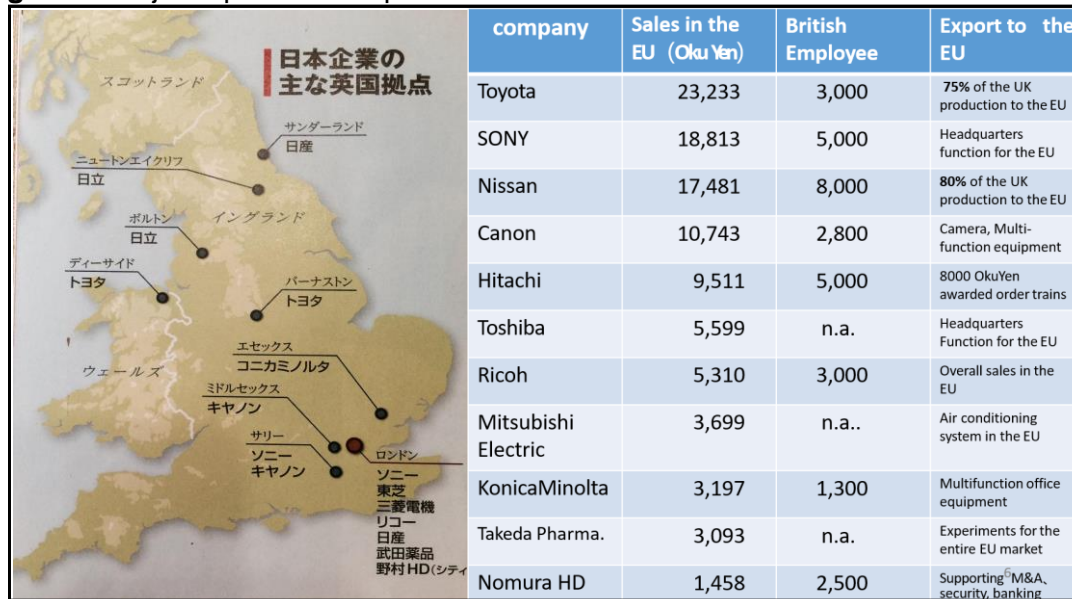 日本企業の
主な英国拠点
スコットランド
サンダーランド
日産
ニュートンエイクリフ
日立
イングランド
ボルトン
日立
ディーサイド
トヨタ
バーナストン
トヨタ
エセックス
コニカミノルタ
ウェールズ
ミドルセックス
キヤノン
サリー
ソニー
キヤノン
ロンドン
ソニー
東芝
三菱電機
リコー
日産
武田薬品
野村HD(シティ
company Sales in the EU (Oku Yen) British Employee Export to the EU
Toyota 23,233 3,000 75% of the UK production to the EU
SONY 18,813 5,000 Headquarters function for the EU
Nissan 17,481 8,000 80% of the UK production to the EU
Canon 10,743 2,800 Camera, Multi-function equipment
Hitachi 9,511 5,000 8000 OkuYen awarded order trains
Toshiba 5,599 n.a. Headquarters Function for the EU
Ricoh 5,310 3,000 Overall sales in the EU
Mitsubishi Electric 3,699 n.a.. Air conditioning system in the EU
KonicaMinolta 3,197 1,300 Multifunction office equipment
Takeda Pharma. 3,093 n.a. Experiments for the entire EU market
Nomura HD 1,458 2,500 Supporting M&A、 security, banking
6